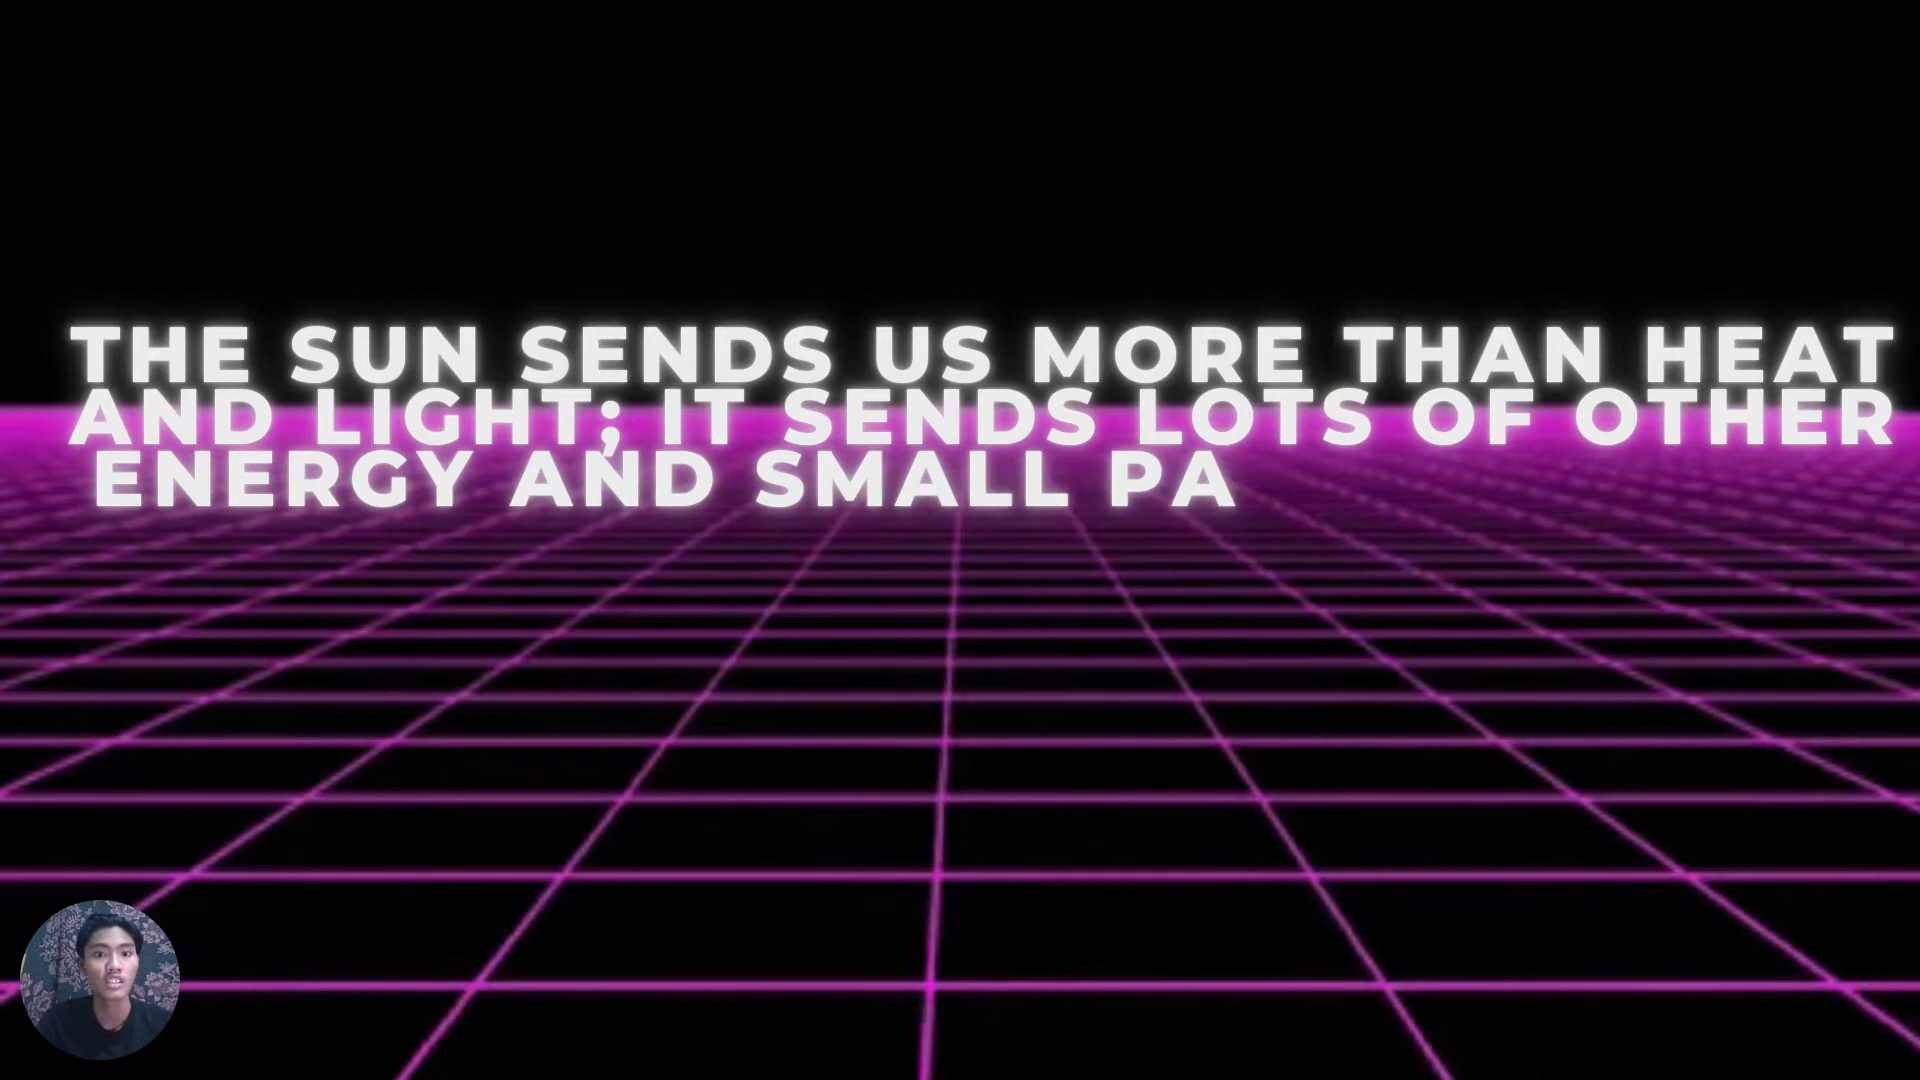 THE SUN SENDS US MORE THAN HEAT
AND LIGHT; IT SENDS LOTS OF OTHER
ENERGY AND SMALL PA